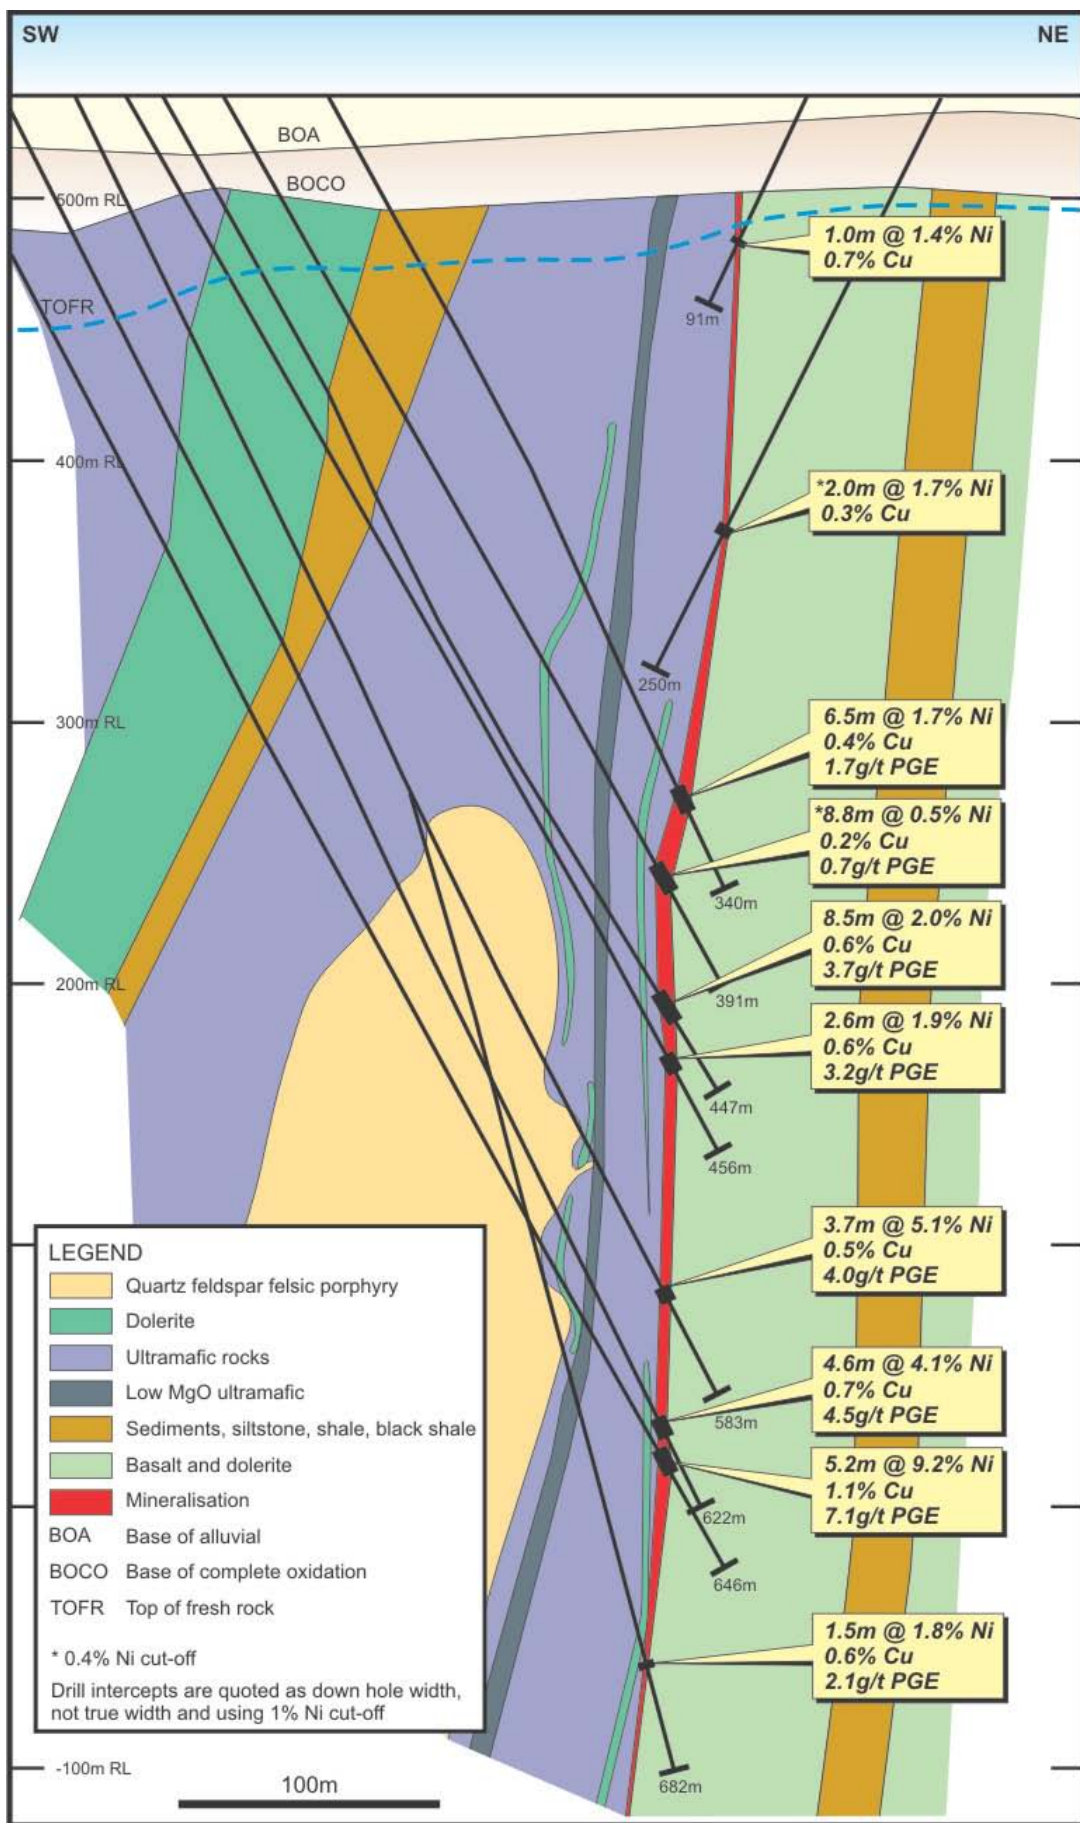 SW
NE
BOA
BOCO
500m RL
1.0m @ 1.4% Ni
0.7% Cu
TOFR
91m
400m RL
*2.0m @ 1.7% Ni
0.3% Cu
250m
300m RL
6.5m @ 1.7% Ni
0.4% Cu
1.7g/t PGE
*8.8m @ 0.5% Ni
0.2% Cu
0.7g/t PGE
340m
8.5m @ 2.0% Ni
0.6% Cu
3.7g/t PGE
200m RL
391m
2.6m @ 1.9% Ni
0.6% Cu
3.2g/t PGE
447m
456m
3.7m @ 5.1% Ni
0.5% Cu
4.0g/t PGE
583m
4.6m @ 4.1% Ni
0.7% Cu
4.5g/t PGE
5.2m @ 9.2% Ni
1.1% Cu
7.1g/t PGE
622m
646m
1.5m @ 1.8% Ni
0.6% Cu
2.1g/t PGE
682m
LEGEND
Quartz feldspar felsic porphyry
Dolerite
Ultramafic rocks
Low MgO ultramafic
Sediments, siltstone, shale, black shale
Basalt and dolerite
Mineralisation
BOA Base of alluvial
BOCO Base of complete oxidation
TOFR Top of fresh rock
* 0.4% Ni cut-off
Drill intercepts are quoted as down hole width,
not true width and using 1% Ni cut-off
-100m RL
100m